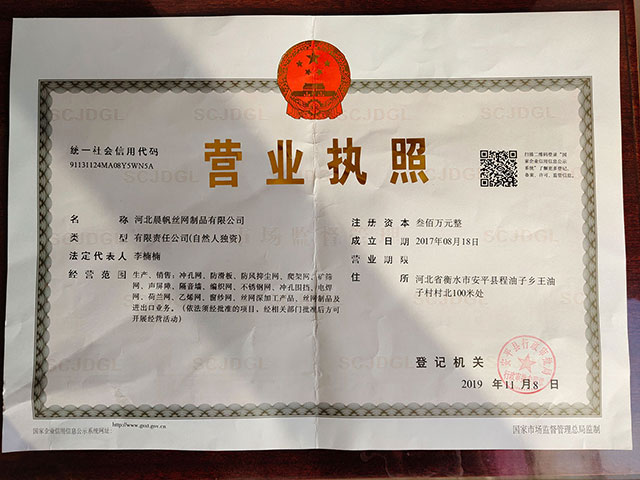 SCJDGL
统一社会信用代码
91131124MA08Y5WN5A
营业执照
扫描二维码登录“国
家企业信用信息公示
系统”了解更多登记、
备案、许可、监管信息。
名称 河北晨帆丝网制品有限公司
类型 有限责任公司(自然人独资)
法定代表人 李楠楠
经营范围 生产、销售：冲孔网、防滑板、防风抑尘网、爬架网、矿筛
网、声屏障、隔音墙、编织网、不锈钢网、冲孔围挡、电焊
网、荷兰网、乙烯网、窗纱网、丝网深加工产品、丝网制品及
进出口业务。（依法须经批准的项目，经相关部门批准后方可
开展经营活动）
注册资本 叁佰万元整
成立日期 2017年08月18日
营业期限
住所 河北省衡水市安平县程油子乡王油
子村村北100米处
登记机关
2019 年 11 月 8 日
国家企业信用信息公示系统网址：http://www.gsxt.gov.cn
国家市场监督管理总局监制